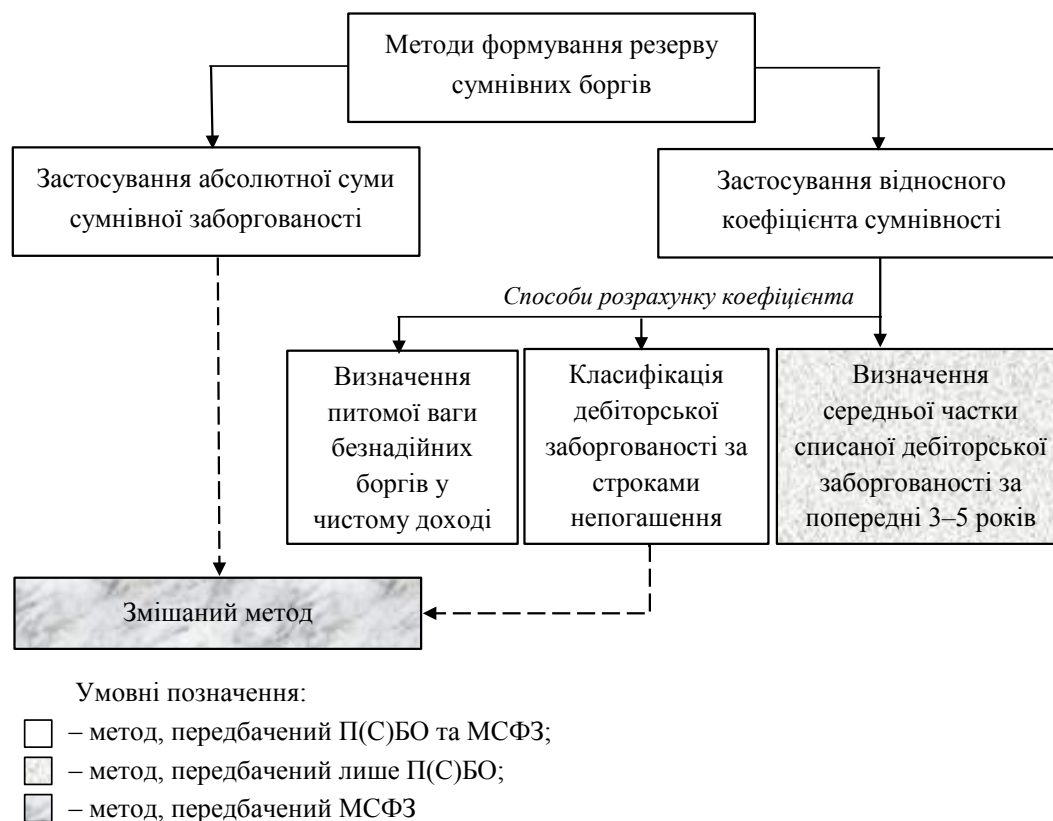 Методи формування резерву
сумнівних боргів
Застосування абсолютної суми
сумнівної заборгованості
Застосування відносного
коефіцієнта сумнівності
Способи розрахунку коефіцієнта
Визначення
питомої ваги
безнадійних
боргів у
чистому доході
Класифікація
дебіторської
заборгованості за
строками
непогашення
Визначення
середньої частки
списаної дебіторської
заборгованості за
попередні 3–5 років
Змішаний метод
Умовні позначення:
– метод, передбачений П(С)БО та МСФЗ;
– метод, передбачений лише П(С)БО;
– метод, передбачений МСФЗ